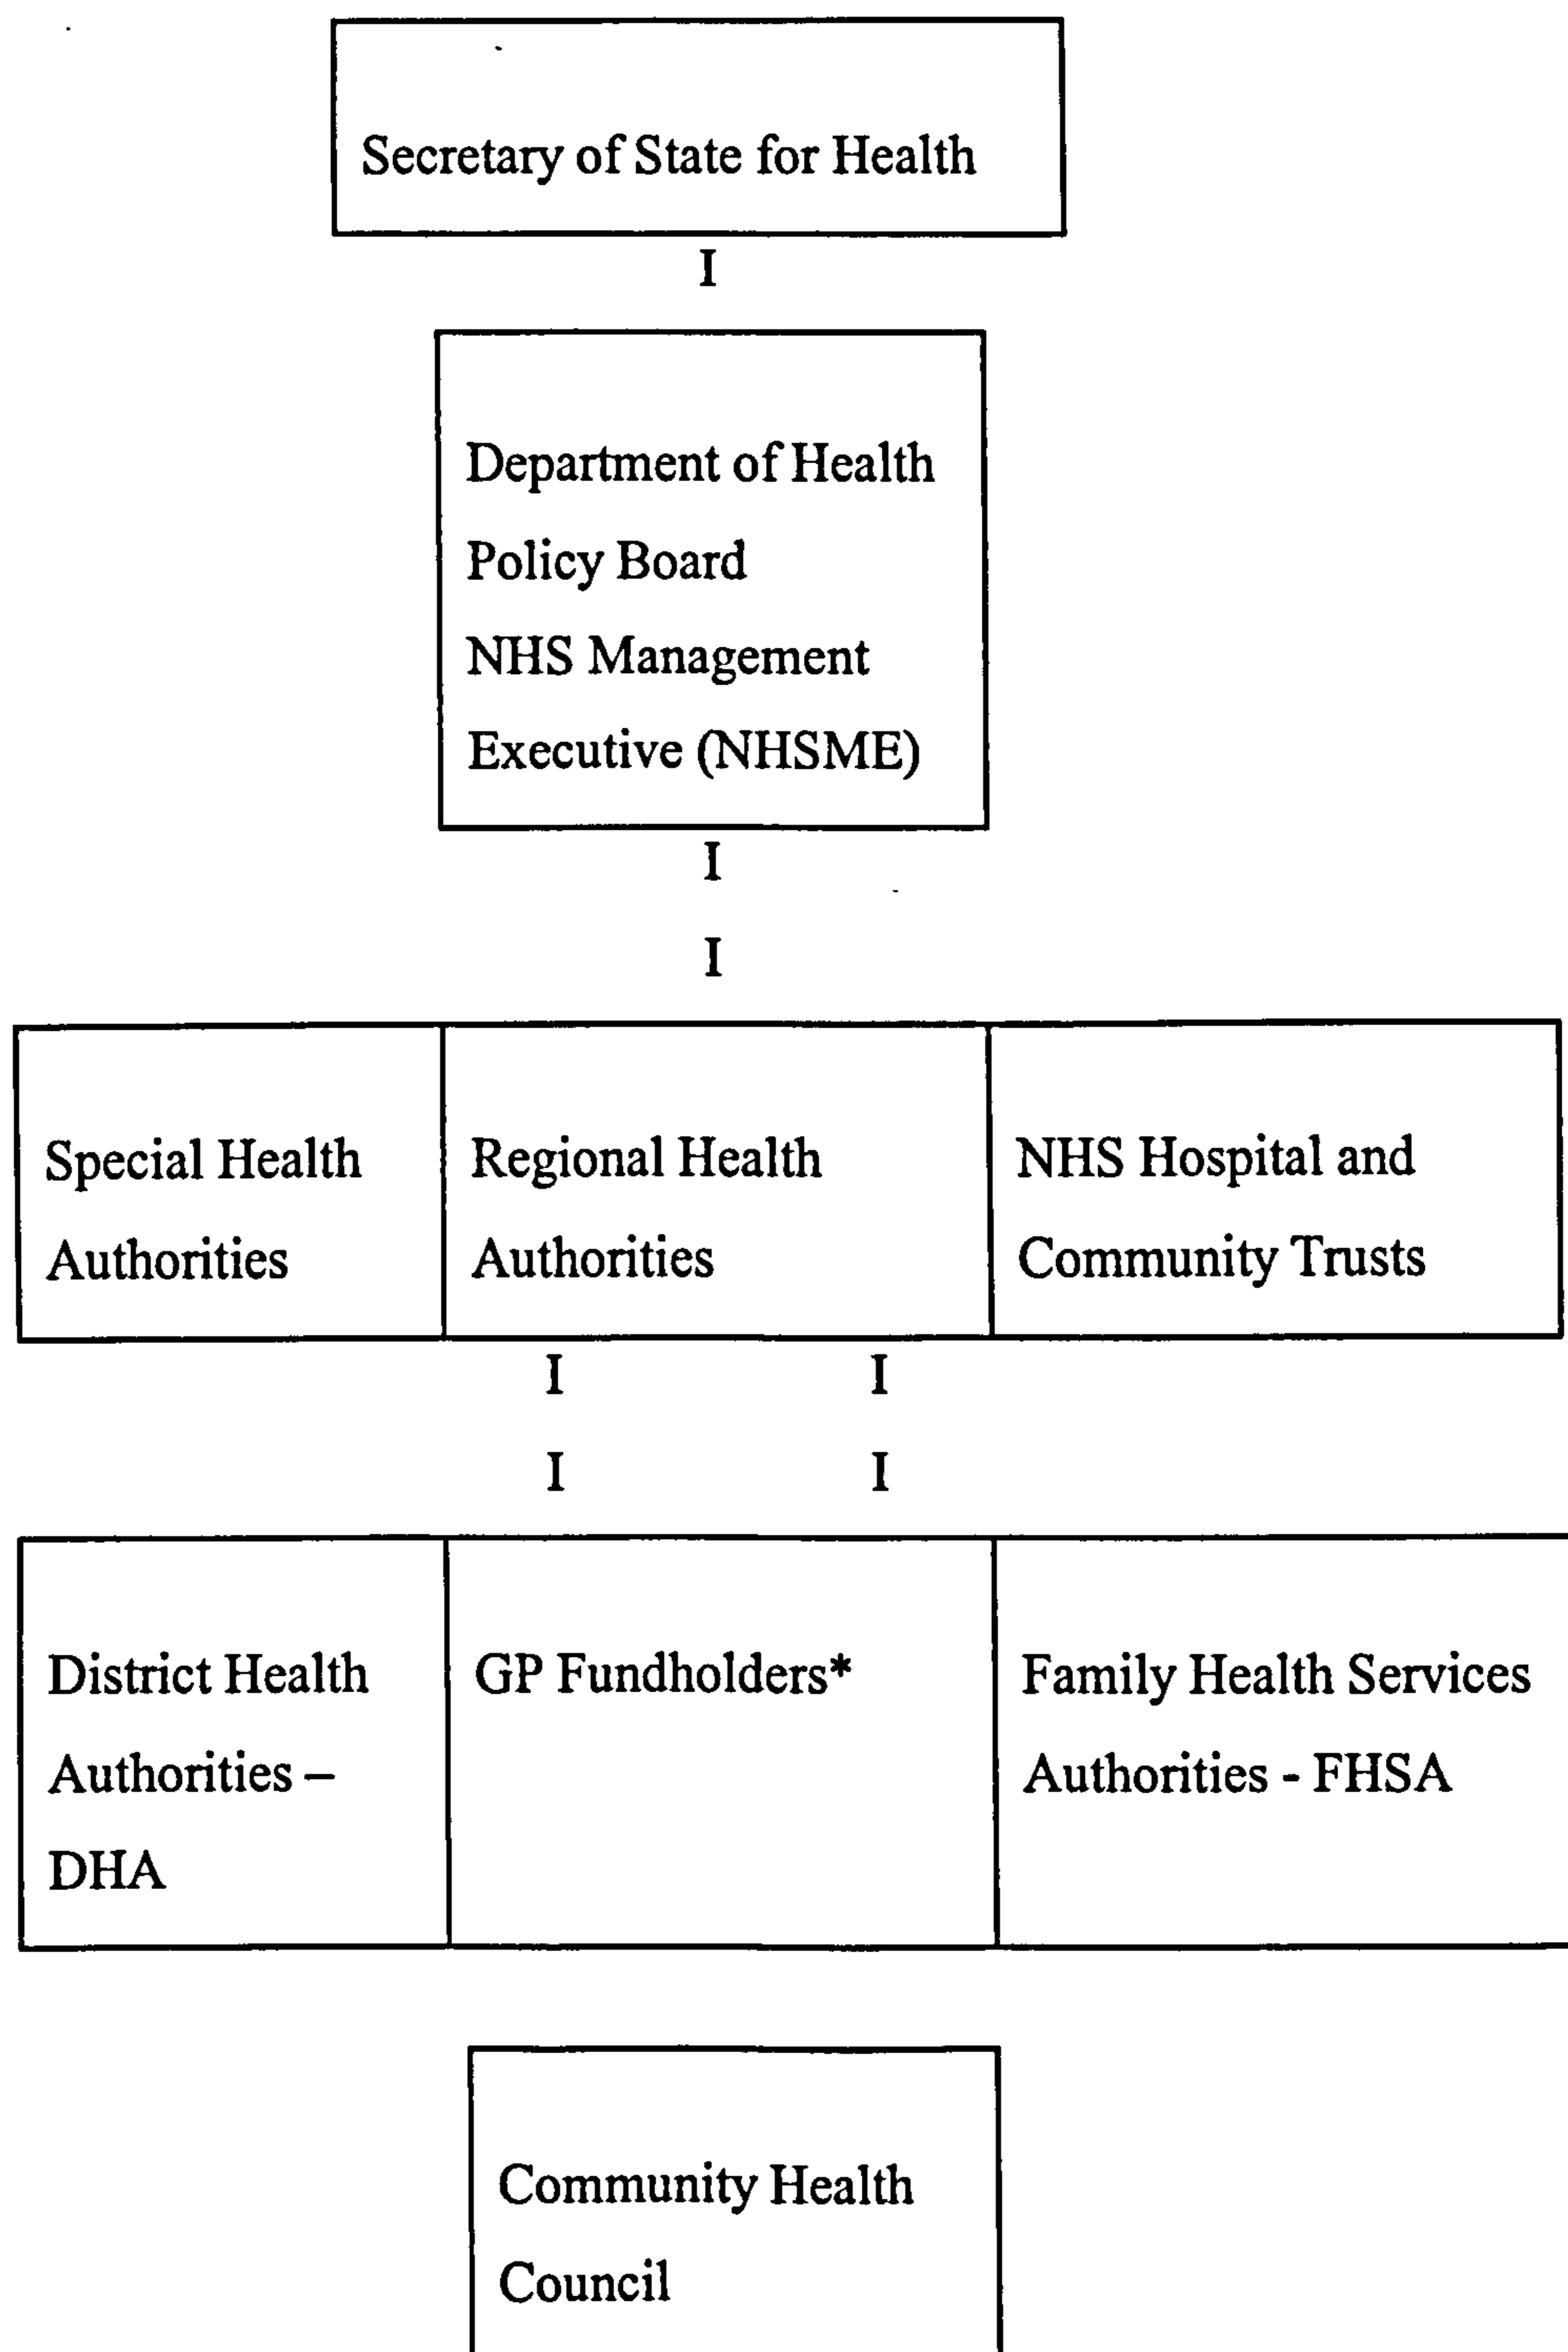 Secretary of State for Health
I
Department of Health
Policy Board
NHS Management
Executive (NHSME)
I
I
Special Health
Authorities
Regional Health
Authorities
NHS Hospital and
Community Trusts
I I
I I
District Health
Authorities –
DHA
GP Fundholders*
Family Health Services
Authorities - FHSA
Community Health
Council